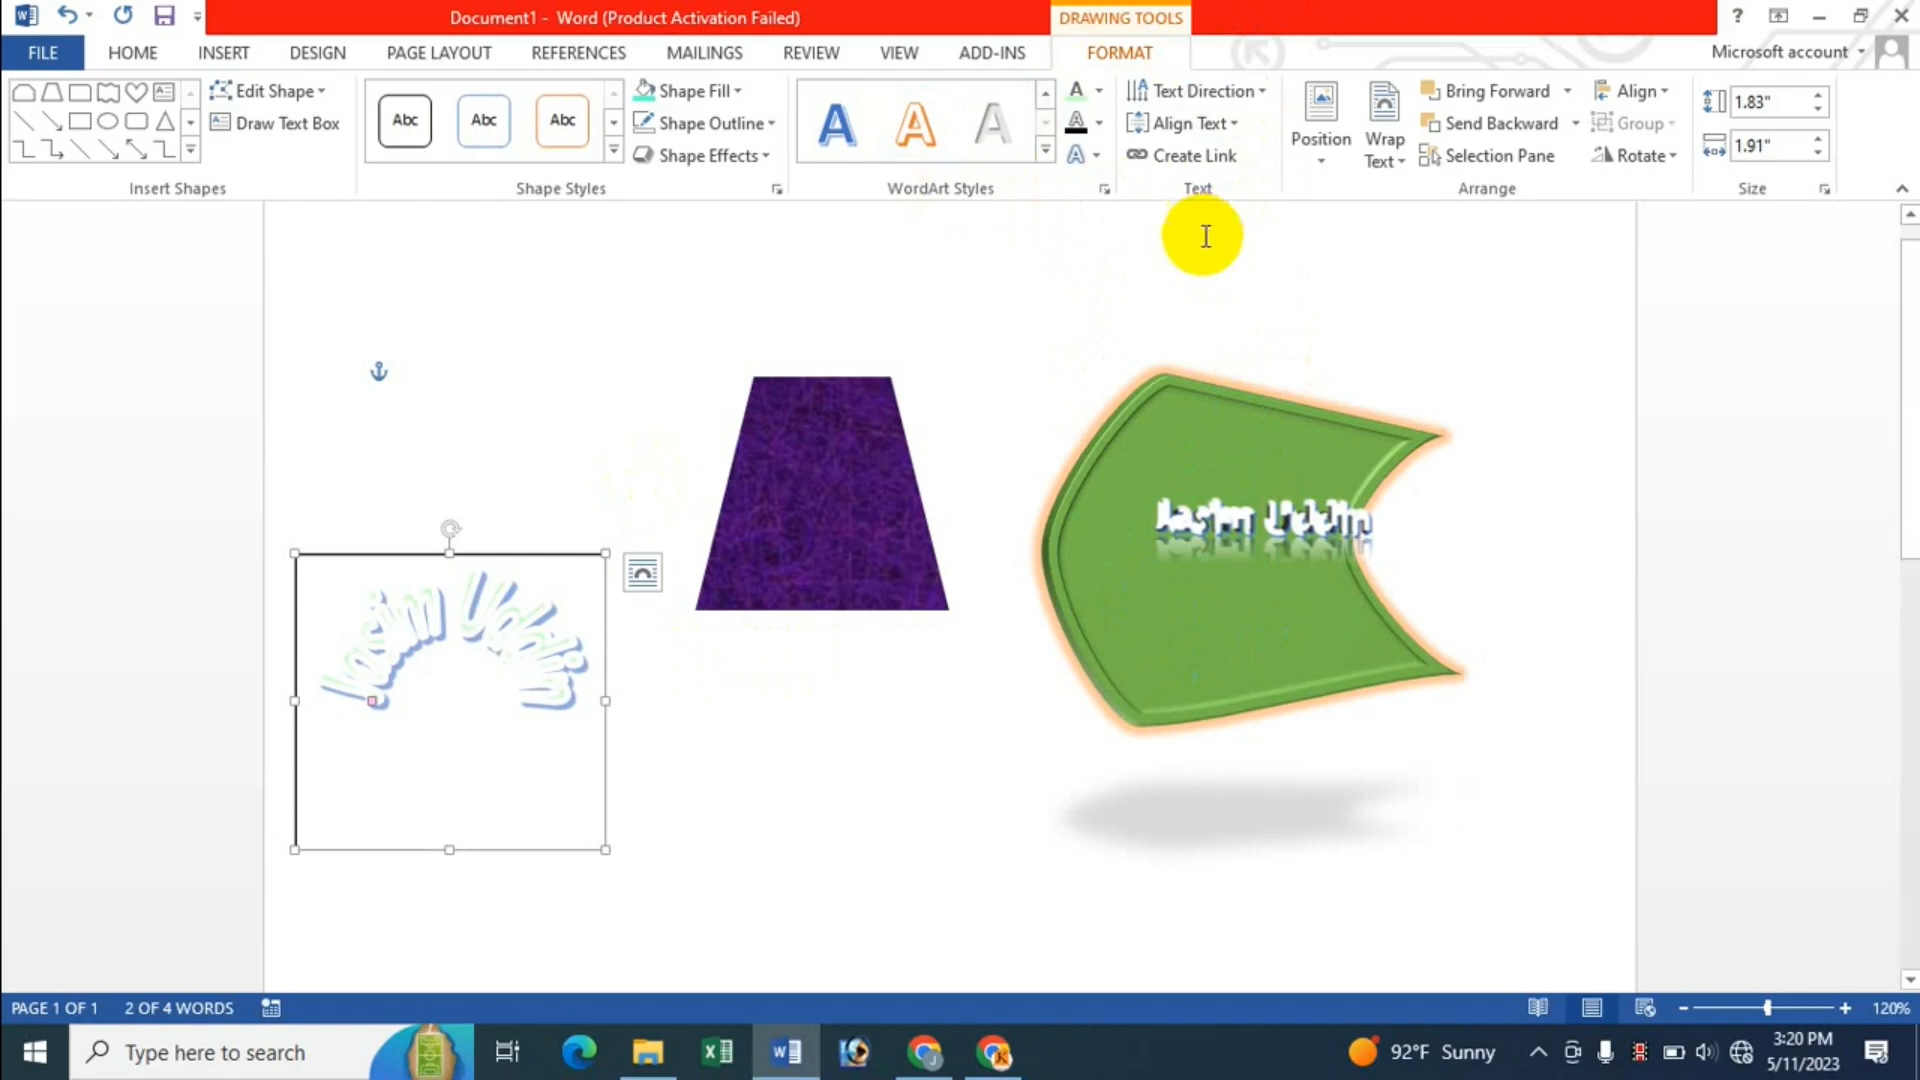 Document1 - Word (Product Activation Failed)
DRAWING TOOLS
?
FILE
HOME
INSERT
DESIGN
PAGE LAYOUT
REFERENCES
MAILINGS
REVIEW
VIEW
ADD-INS
FORMAT
Microsoft account
Edit Shape
Draw Text Box
Abc
Abc
Abc
Shape Fill
Shape Outline
Shape Effects
A
A
A
A
A
A
Text Direction
Align Text
Create Link
Position
Wrap
Text
Bring Forward
Send Backward
Selection Pane
Align
Group
Rotate
1.83"
1.91"
Insert Shapes
Shape Styles
WordArt Styles
Text
Arrange
Size
Jasim Uddin
Jasim Uddin
PAGE 1 OF 1
2 OF 4 WORDS
120%
Type here to search
92°F Sunny
3:20 PM
5/11/2023